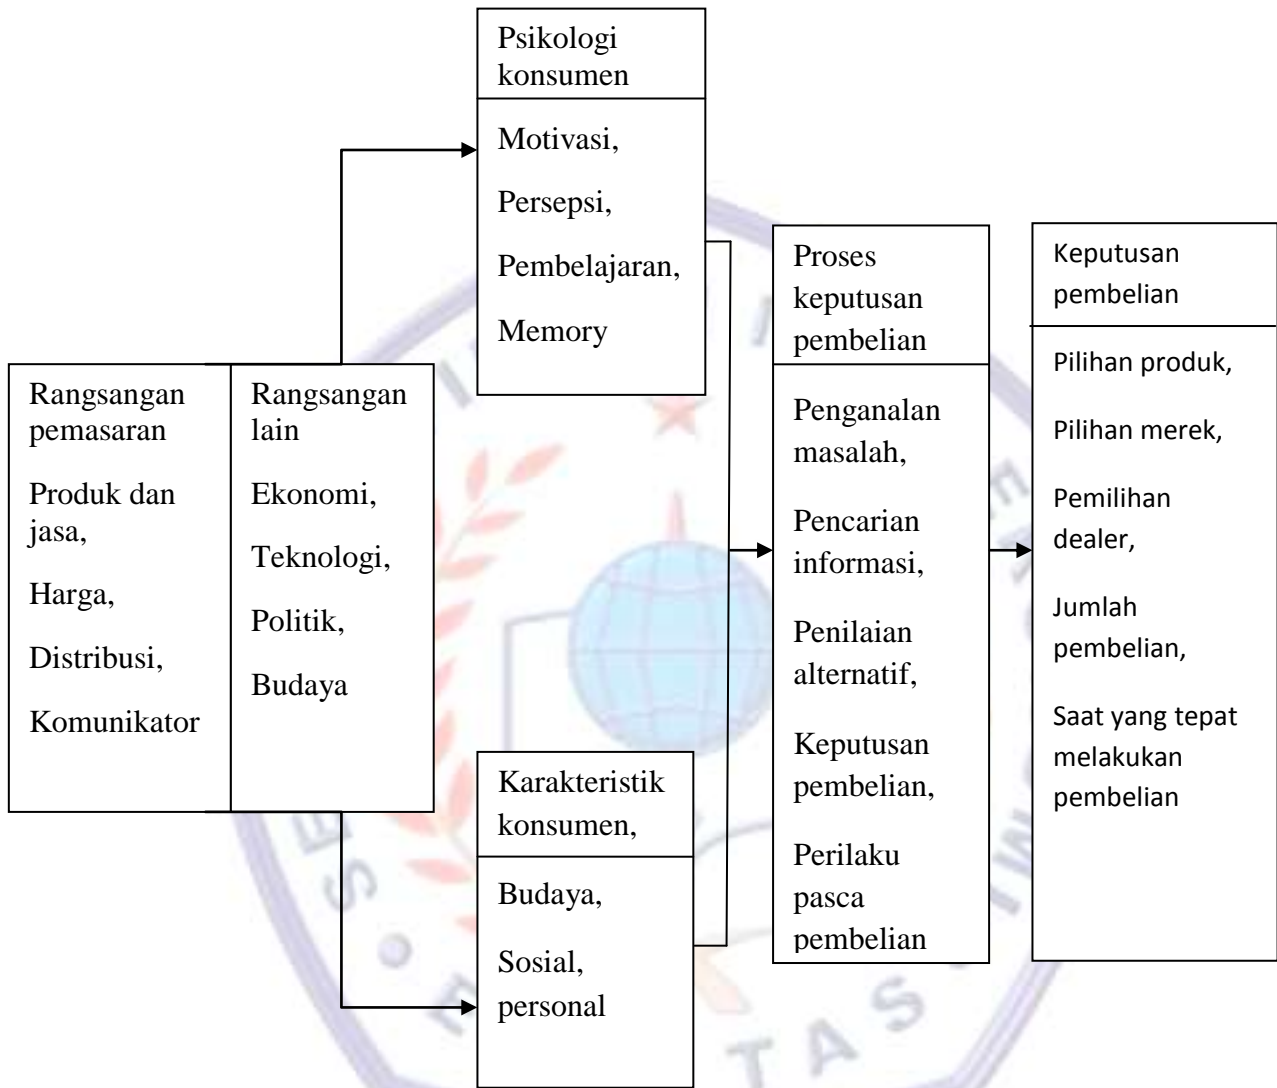 Psikologi
konsumen
Motivasi,
Persepsi,
Pembelajaran,
Memory
Rangsangan
pemasaran
Produk dan
jasa,
Harga,
Distribusi,
Komunikator
Rangsangan
lain
Ekonomi,
Teknologi,
Politik,
Budaya
Karakteristik
konsumen,
Budaya,
Sosial,
personal
Proses
keputusan
pembelian
Penganalan
masalah,
Pencarian
informasi,
Penilaian
alternatif,
Keputusan
pembelian,
Perilaku
pasca
pembelian
Keputusan
pembelian
Pilihan produk,
Pilihan merek,
Pemilihan
dealer,
Jumlah
pembelian,
Saat yang tepat
melakukan
pembelian